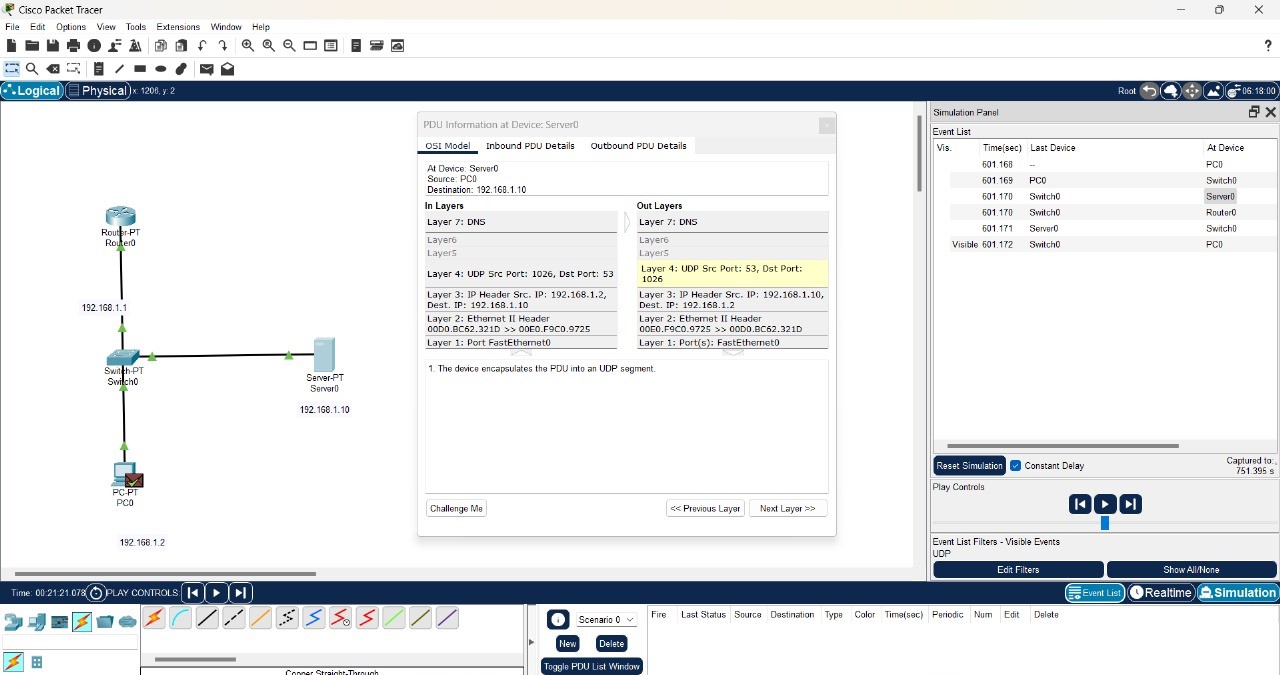 Cisco Packet Tracer
File Edit Options View Tools Extensions Window Help
?
Logical Physical x: 1206, y: 2 Root 06:18:00
Router-PT
Router0
192.168.1.1
Switch-PT
Switch0
Server-PT
Server0
192.168.1.10
PC-PT
PC0
192.168.1.2
PDU Information at Device: Server0
OSI Model Inbound PDU Details Outbound PDU Details
At Device: Server0
Source: PC0
Destination: 192.168.1.10
In Layers
Layer 7: DNS
Layer6
Layer5
Layer 4: UDP Src Port: 1026, Dst Port: 53
Layer 3: IP Header Src. IP: 192.168.1.2,
Dest. IP: 192.168.1.10
Layer 2: Ethernet II Header
00D0.BC62.321D >> 00E0.F9C0.9725
Layer 1: Port FastEthernet0
Out Layers
Layer 7: DNS
Layer6
Layer5
Layer 4: UDP Src Port: 53, Dst Port:
1026
Layer 3: IP Header Src. IP: 192.168.1.10,
Dest. IP: 192.168.1.2
Layer 2: Ethernet II Header
00E0.F9C0.9725 >> 00D0.BC62.321D
Layer 1: Port(s): FastEthernet0
1. The device encapsulates the PDU into an UDP segment.
Challenge Me << Previous Layer Next Layer >>
Simulation Panel
Event List
Vis. Time(sec) Last Device At Device
601.168 -- PC0
601.169 PC0 Switch0
601.170 Switch0 Server0
601.170 Switch0 Router0
601.171 Server0 Switch0
Visible 601.172 Switch0 PC0
Reset Simulation Constant Delay Captured to:
751.395 s
Play Controls
Event List Filters - Visible Events
UDP
Edit Filters Show All/None
Time: 00:21:21.078 PLAY CONTROLS: Event List Realtime Simulation
Scenario 0
New Delete
Toggle PDU List Window
Fire Last Status Source Destination Type Color Time(sec) Periodic Num Edit Delete
Copper Straight-Through